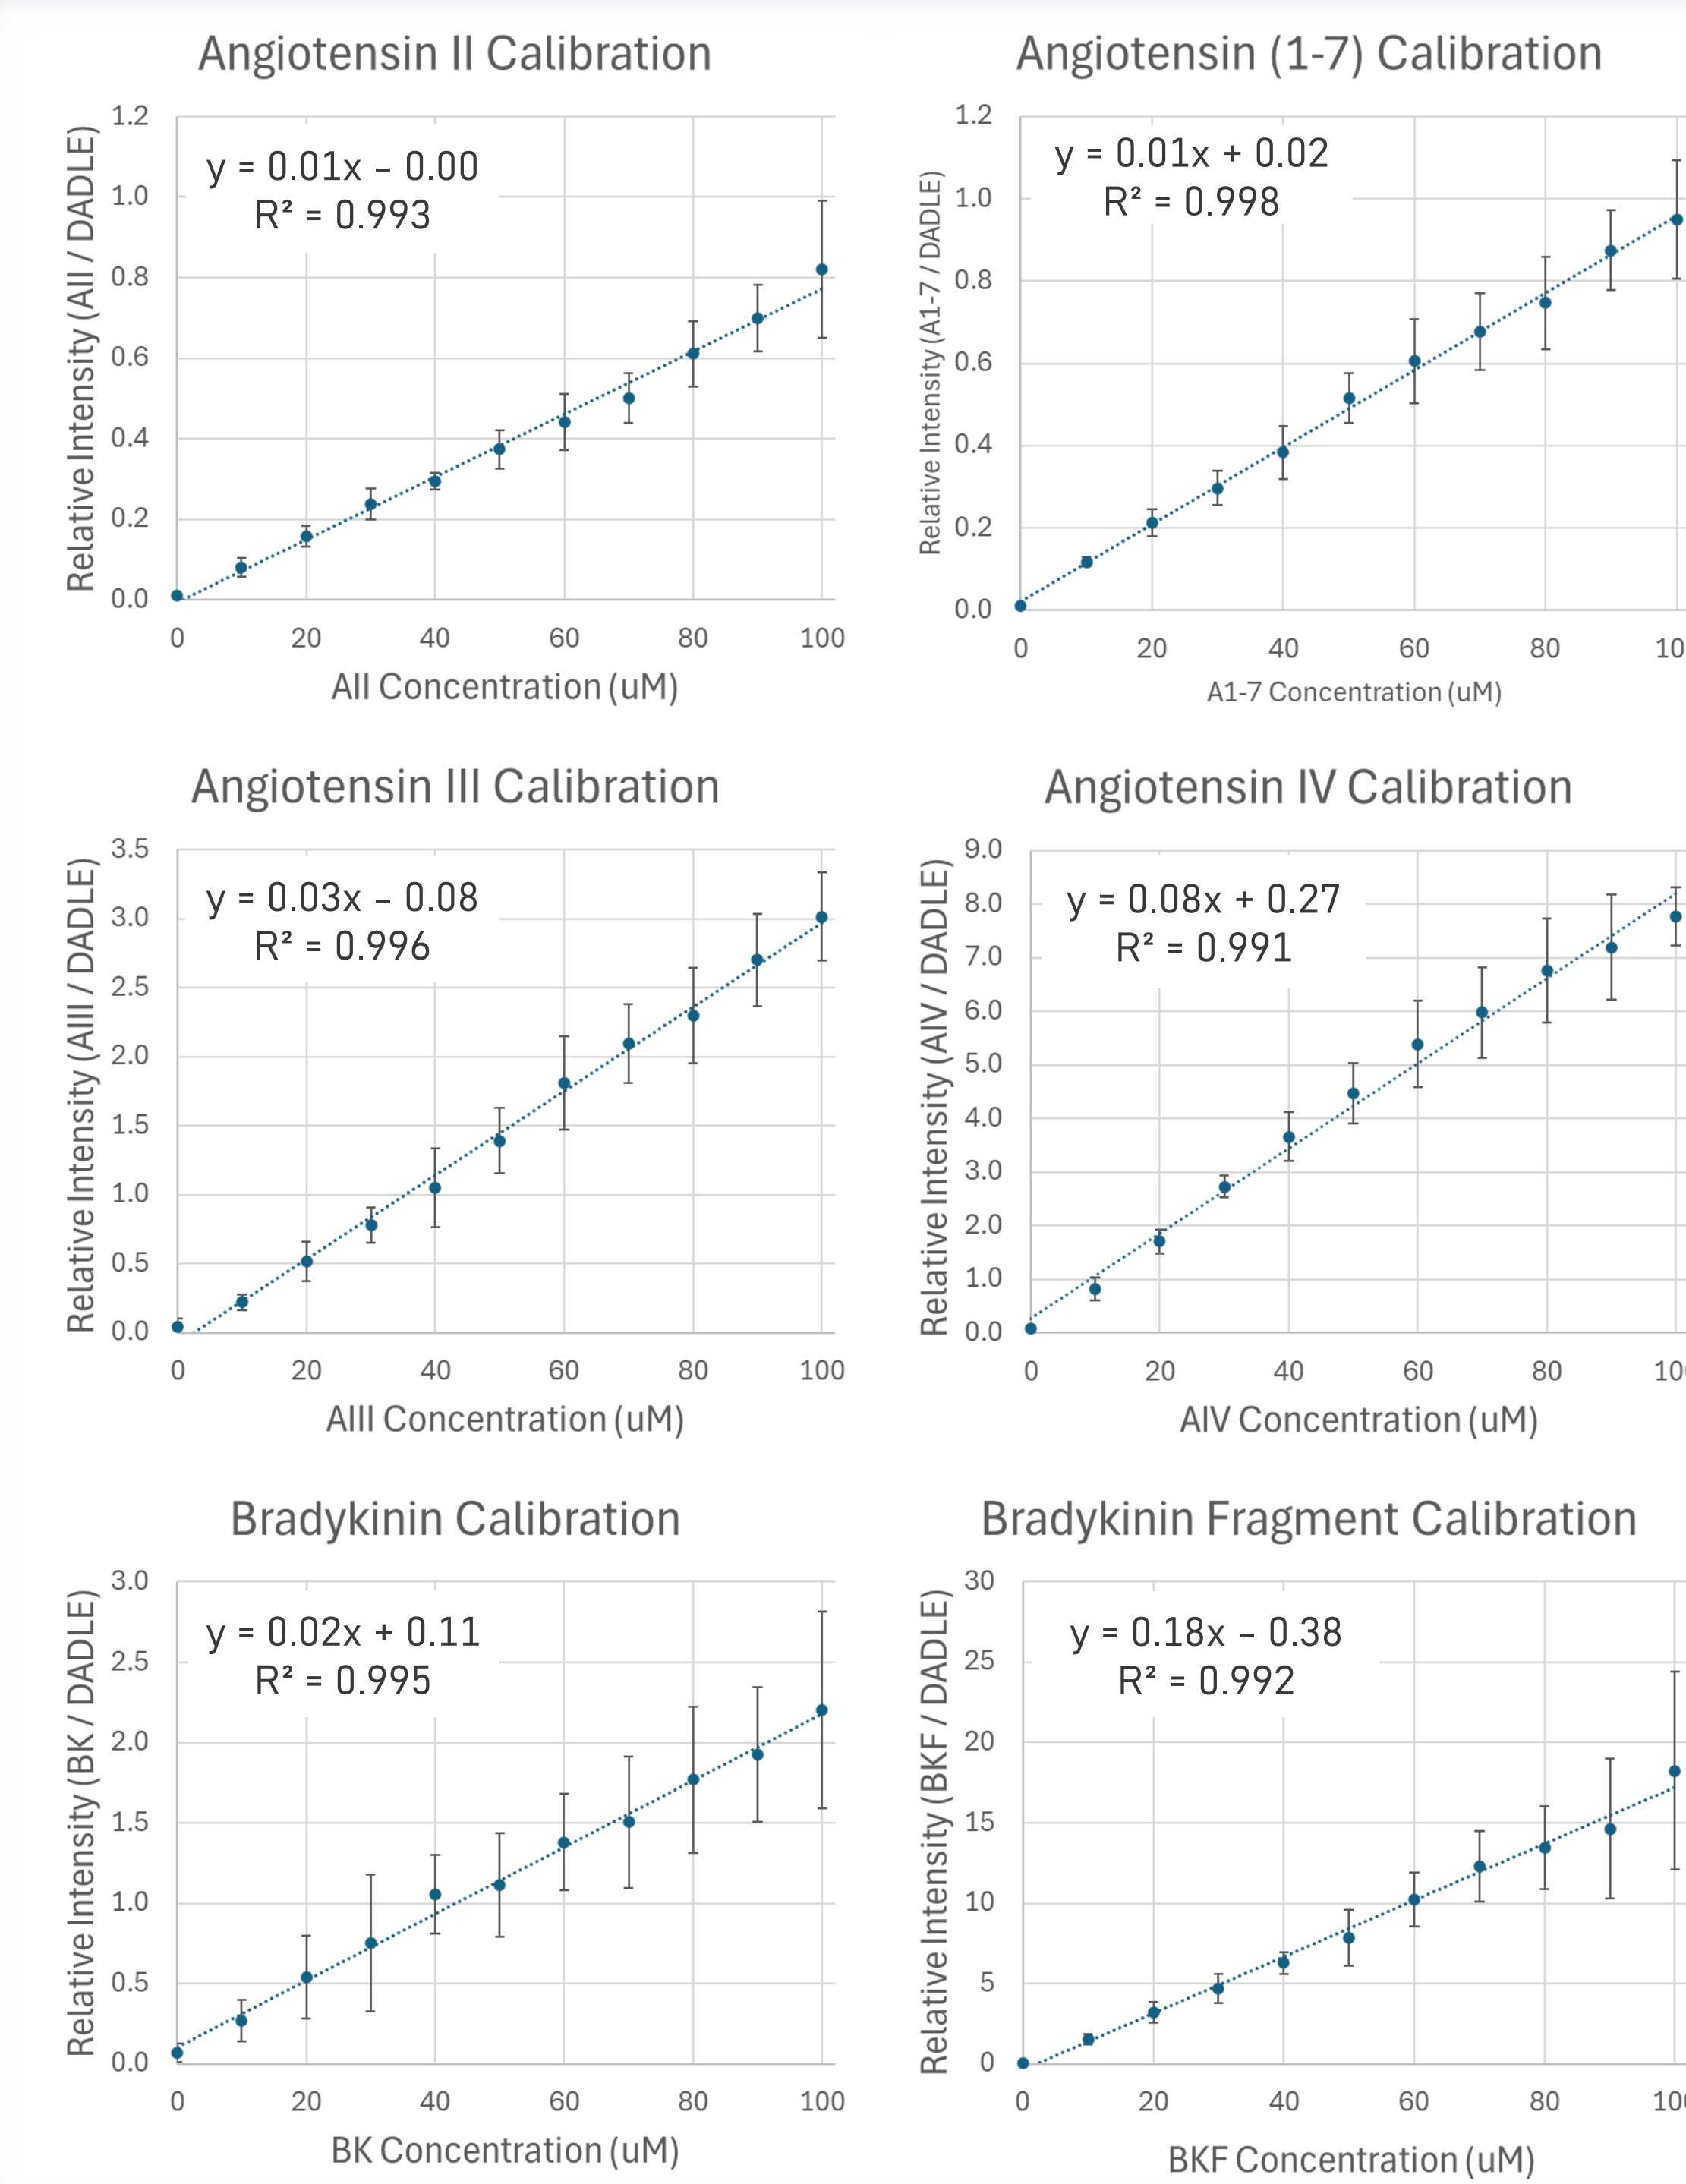 Angiotensin II Calibration
Relative Intensity (AII / DADLE)
1.2
1.0
0.8
0.6
0.4
0.2
0.0
y = 0.01x – 0.00
R² = 0.993
0 20 40 60 80 100
AII Concentration (uM)
Angiotensin (1-7) Calibration
Relative Intensity (A1-7 / DADLE)
1.2
1.0
0.8
0.6
0.4
0.2
0.0
y = 0.01x + 0.02
R² = 0.998
0 20 40 60 80 10
A1-7 Concentration (uM)
Angiotensin III Calibration
Relative Intensity (AIII / DADLE)
3.5
3.0
2.5
2.0
1.5
1.0
0.5
0.0
y = 0.03x – 0.08
R² = 0.996
0 20 40 60 80 100
AIII Concentration (uM)
Angiotensin IV Calibration
Relative Intensity (AIV / DADLE)
9.0
8.0
7.0
6.0
5.0
4.0
3.0
2.0
1.0
0.0
y = 0.08x + 0.27
R² = 0.991
0 20 40 60 80 100
AIV Concentration (uM)
Bradykinin Calibration
Relative Intensity (BK / DADLE)
3.0
2.5
2.0
1.5
1.0
0.5
0.0
y = 0.02x + 0.11
R² = 0.995
0 20 40 60 80 100
BK Concentration (uM)
Bradykinin Fragment Calibration
Relative Intensity (BKF / DADLE)
30
25
20
15
10
5
0
y = 0.18x – 0.38
R² = 0.992
0 20 40 60 80 100
BKF Concentration (uM)